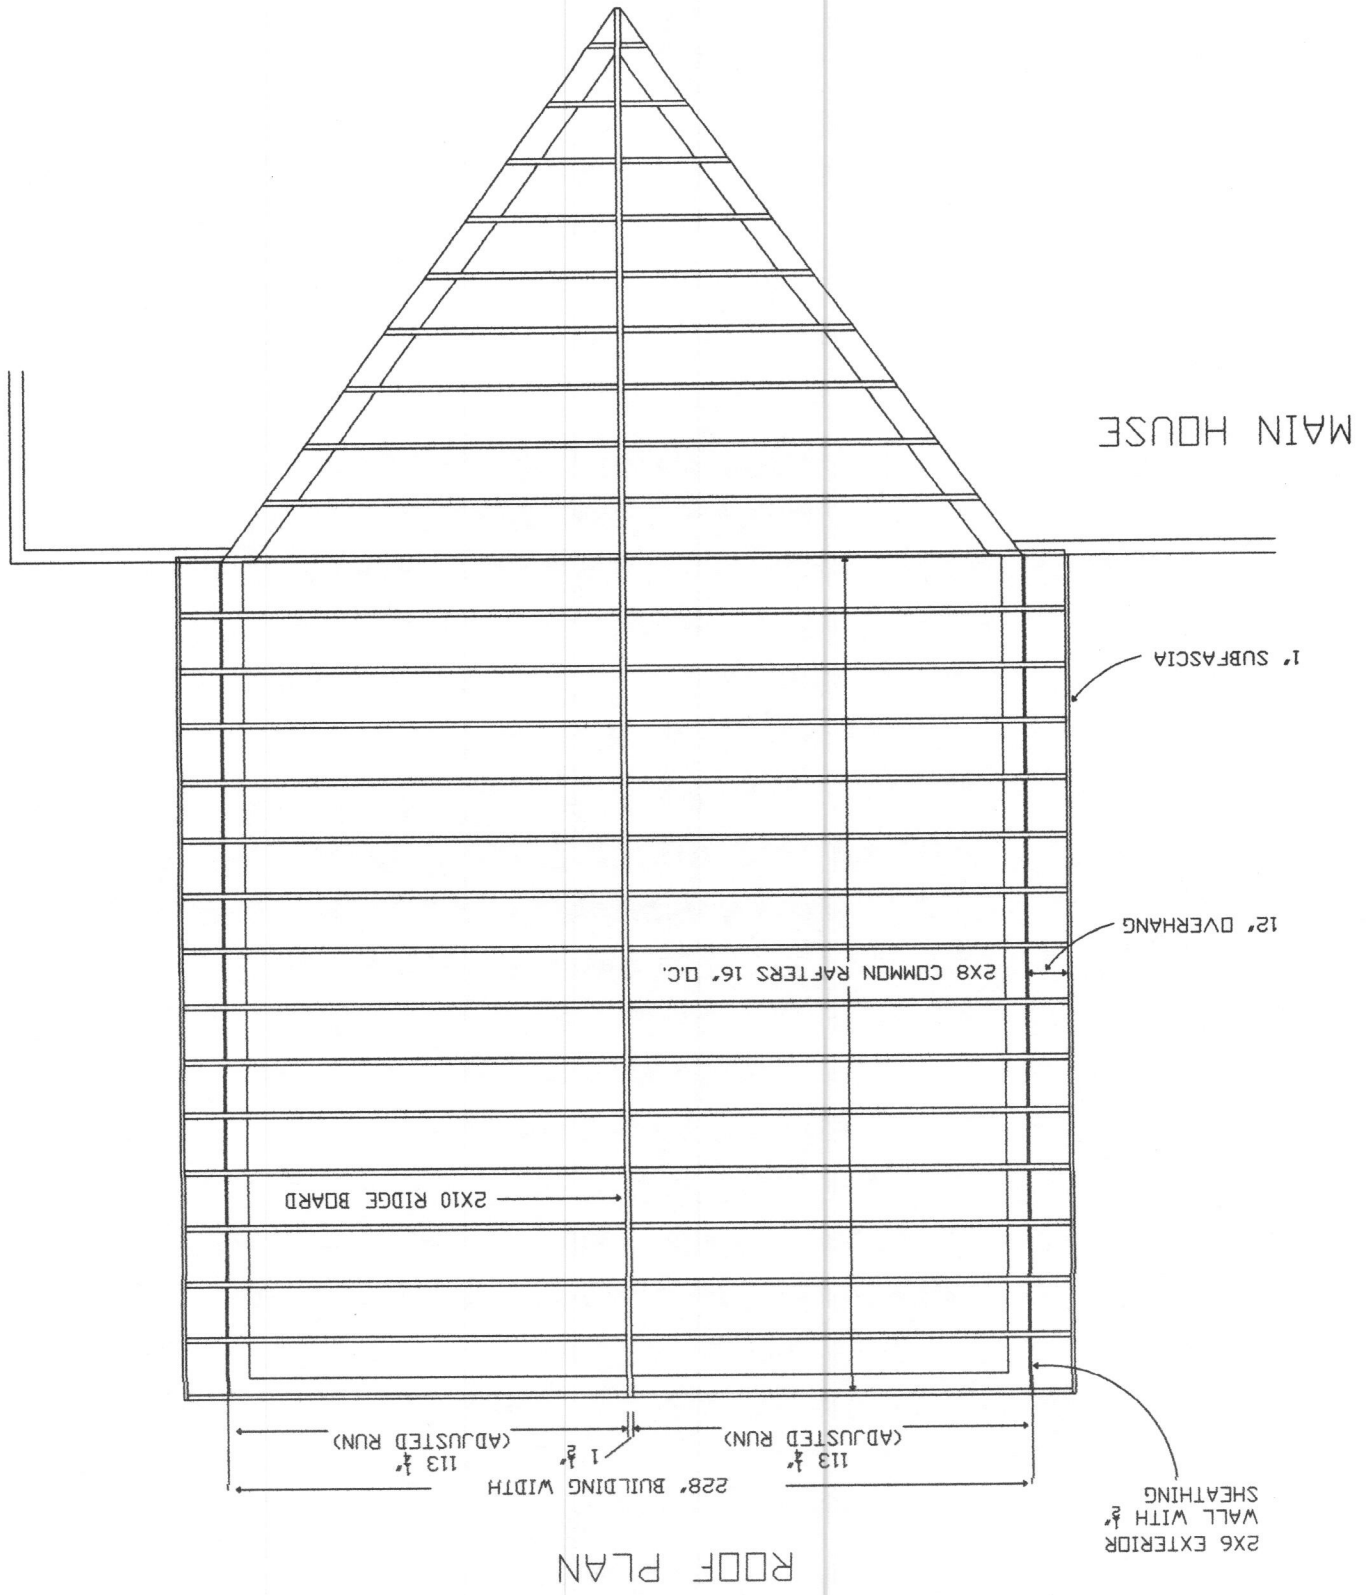 ROOF PLAN
2X6 EXTERIOR
WALL WITH ½"
SHEATHING
228" BUILDING WIDTH
113 ¼"
(ADJUSTED RUN)
1 ½"
113 ¼"
(ADJUSTED RUN)
2X10 RIDGE BOARD
2X8 COMMON RAFTERS 16" O.C.
12" OVERHANG
1" SUBFASCIA
MAIN HOUSE